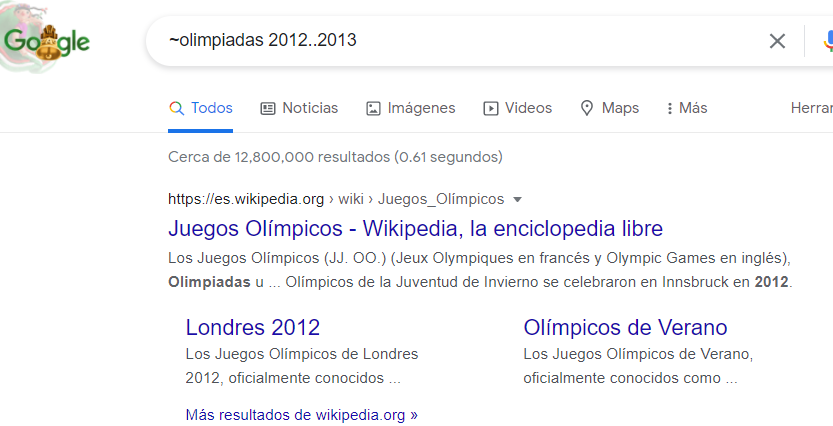 Google
~olimpiadas 2012..2013
Todos Noticias Imágenes Videos Maps Más Herrar
Cerca de 12,800,000 resultados (0.61 segundos)
https://es.wikipedia.org › wiki › Juegos_Olímpicos
Juegos Olímpicos - Wikipedia, la enciclopedia libre
Los Juegos Olímpicos (JJ. OO.) (Jeux Olympiques en francés y Olympic Games en inglés),
Olimpiadas u ... Olímpicos de la Juventud de Invierno se celebraron en Innsbruck en 2012.
Londres 2012
Los Juegos Olímpicos de Londres
2012, oficialmente conocidos ...
Olímpicos de Verano
Los Juegos Olímpicos de Verano,
oficialmente conocidos como ...
Más resultados de wikipedia.org »